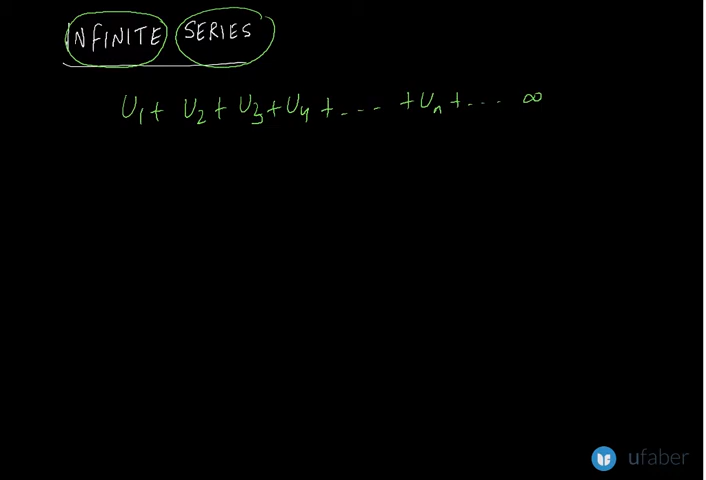 INFINITE SERIES
U₁ + U₂ + U₃ + U₄ + ... + Uₙ + ... ∞
ufaber